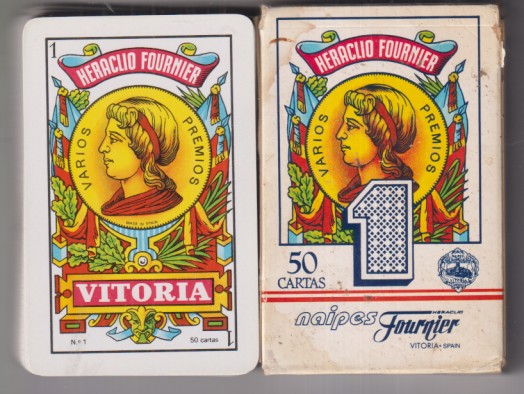 1
HERACLIO FOURNIER
VARIOS PREMIOS
MADE IN SPAIN
VITORIA
N.º 1
50 cartas
1
HERACLIO FOURNIER
VARIOS PREMIOS
1
50
CARTAS
naipes
HERACLIO
Fournier
VITORIA - SPAIN